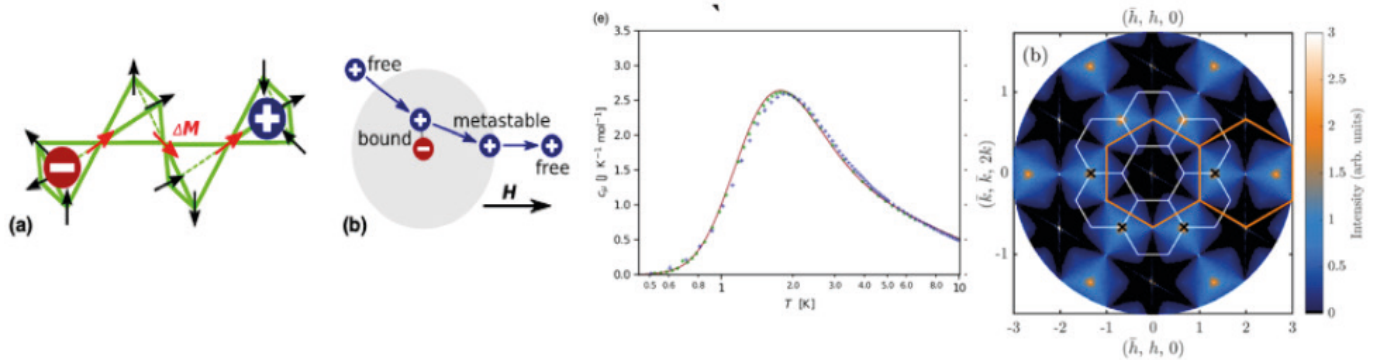 −
+
ΔM
(a)
+ free
+
bound
−
metastable
+
+
free
H
(b)
(e)
3.5
3.0
2.5
2.0
1.5
1.0
0.5
0.0
c_p [J K⁻¹ mol⁻¹]
0.5 0.6 0.8 1 2.0 3.0 4.0 5.0 6.0 8.0 10
T [K]
(h̄, h, 0)
(b)
1
0
-1
(k̄, k̄, 2k)
-3 -2 -1 0 1 2 3
(h̄, h, 0)
3
2.5
2
1.5
1
0.5
0
Intensity (arb. units)